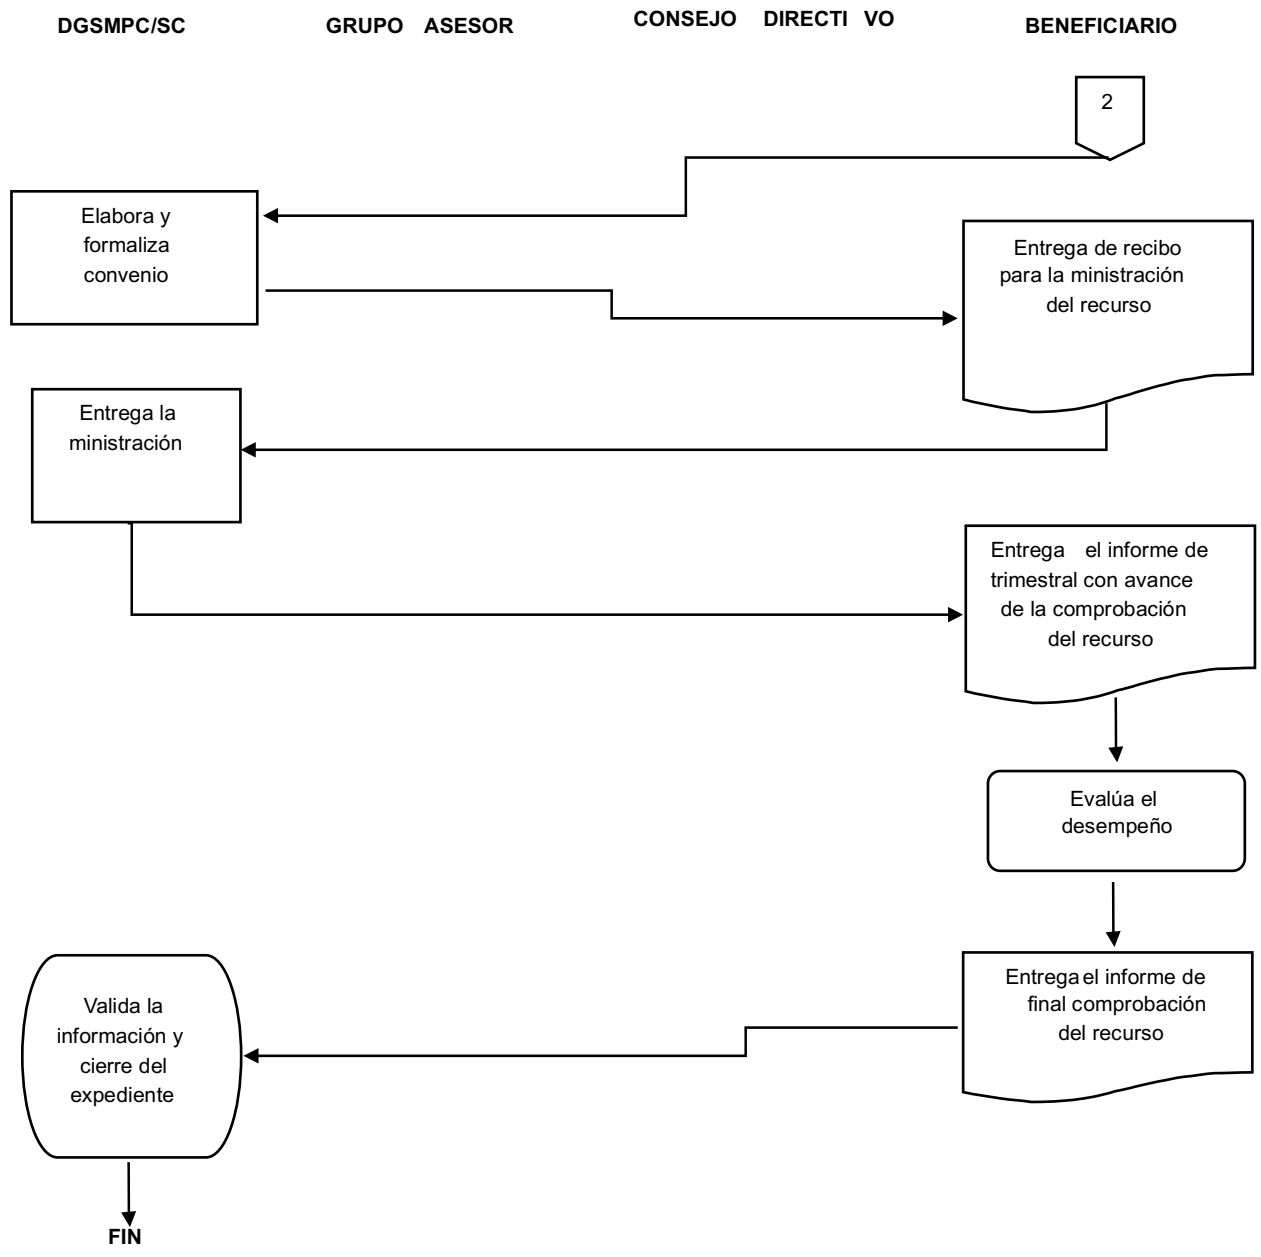 DGSMPC/SC
GRUPO ASESOR
CONSEJO DIRECTI VO
BENEFICIARIO
2
Elabora y
formaliza
convenio
Entrega de recibo
para la ministración
del recurso
Entrega la
ministración
Entrega el informe de
trimestral con avance
de la comprobación
del recurso
Evalúa el
desempeño
Entrega el informe de
final comprobación
del recurso
Valida la
información y
cierre del
expediente
FIN